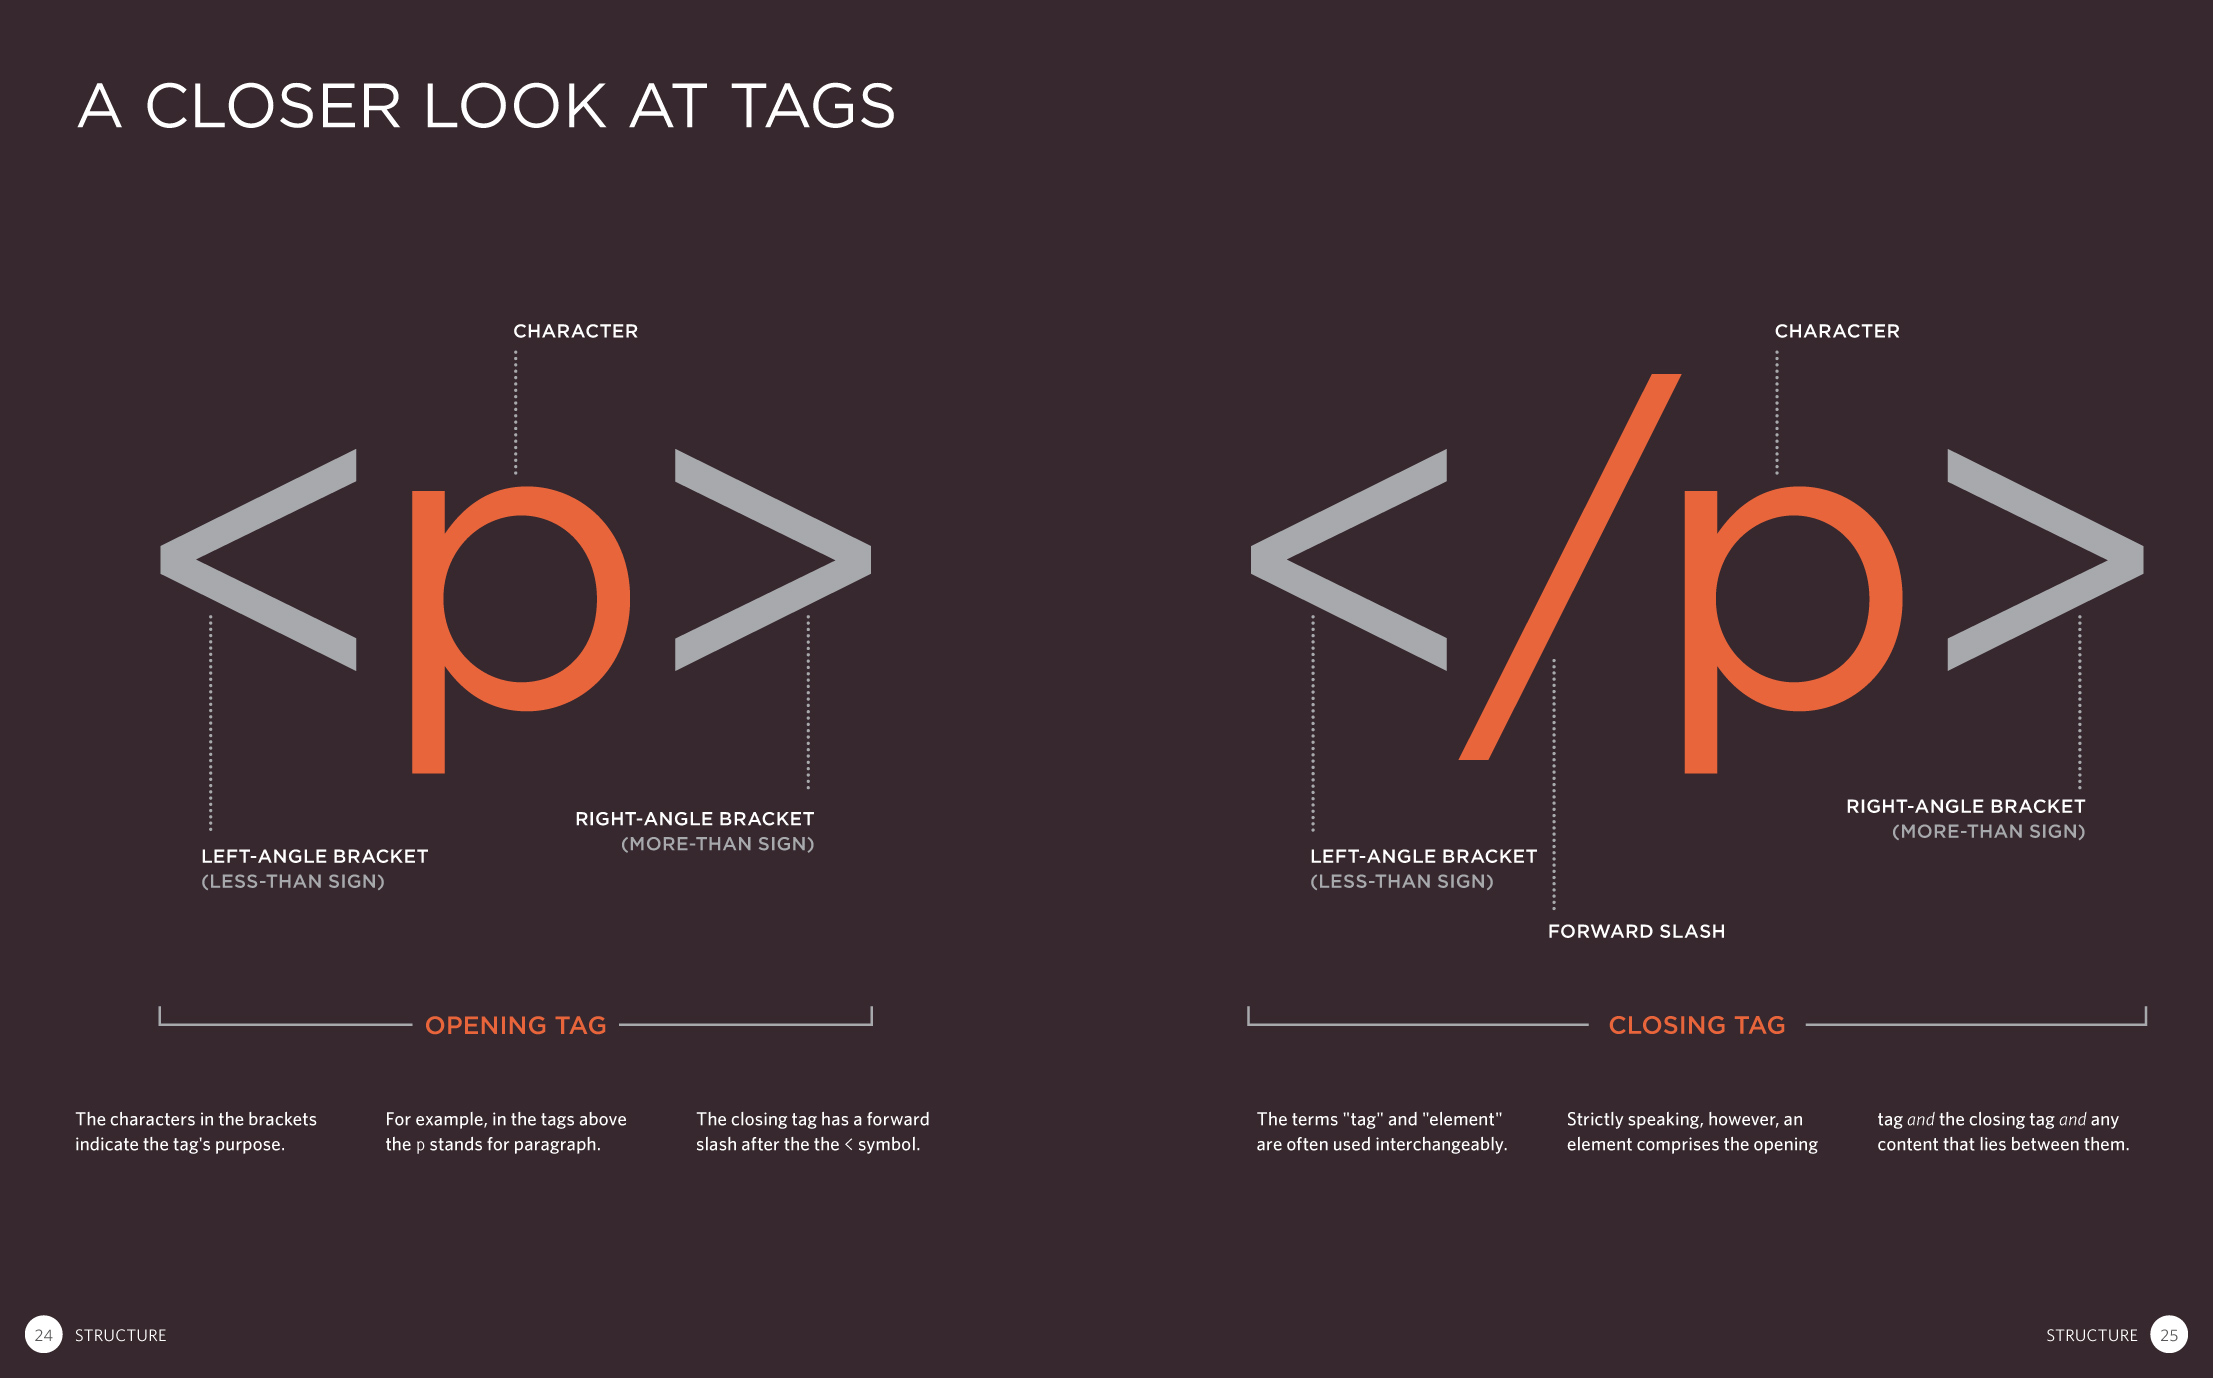 A CLOSER LOOK AT TAGS
CHARACTER
<p>
RIGHT-ANGLE BRACKET
(MORE-THAN SIGN)
LEFT-ANGLE BRACKET
(LESS-THAN SIGN)
OPENING TAG
The characters in the brackets
indicate the tag's purpose.
For example, in the tags above
the p stands for paragraph.
The closing tag has a forward
slash after the the < symbol.
24 STRUCTURE
CHARACTER
</p>
RIGHT-ANGLE BRACKET
(MORE-THAN SIGN)
LEFT-ANGLE BRACKET
(LESS-THAN SIGN)
FORWARD SLASH
CLOSING TAG
The terms "tag" and "element"
are often used interchangeably.
Strictly speaking, however, an
element comprises the opening
tag and the closing tag and any
content that lies between them.
STRUCTURE 25